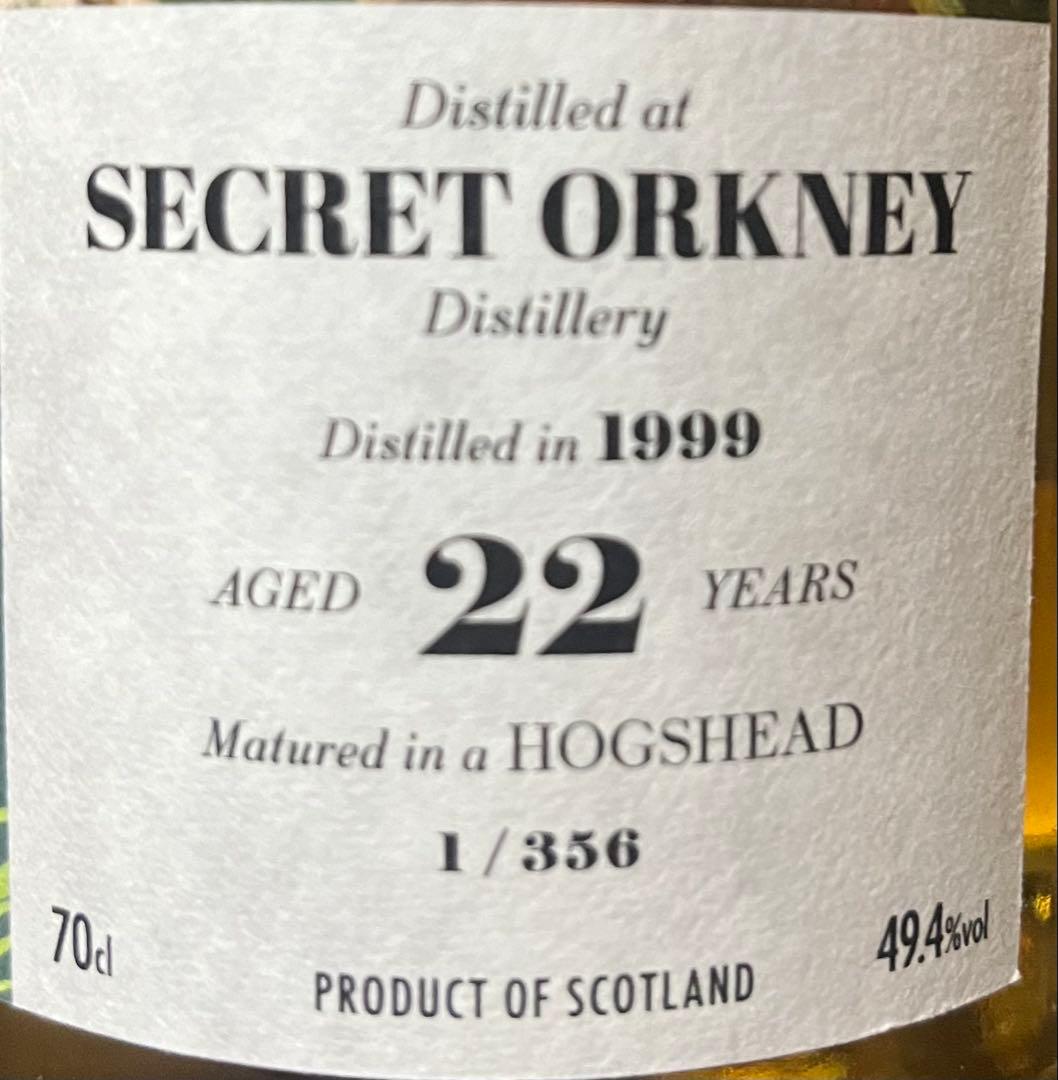 Distilled at
SECRET ORKNEY
Distillery
Distilled in 1999
AGED 22 YEARS
Matured in a HOGSHEAD
1 / 356
70cl
49.4%vol
PRODUCT OF SCOTLAND